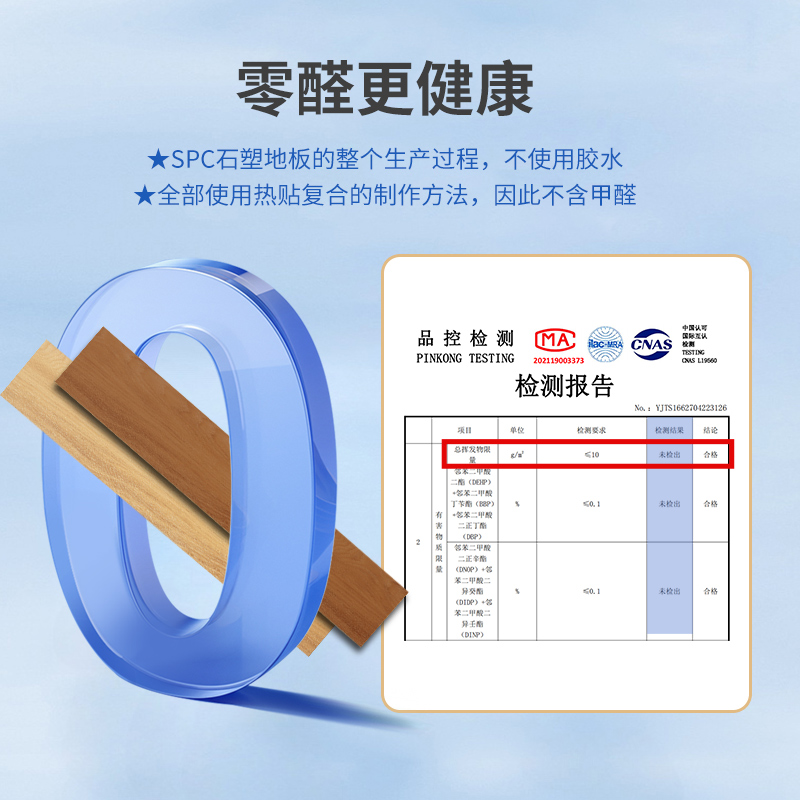 零醛更健康
★SPC石塑地板的整个生产过程，不使用胶水
★全部使用热贴复合的制作方法，因此不含甲醛
品控检测
PINKONG TESTING
MA
202119003373
ilac-MRA
CNAS
中国认可
国际互认
检测
TESTING
CNAS L19660
检测报告
No.: YJTS1662704223126
项目 单位 检测要求 检测结果 结论
总挥发物限量 g/m² ≤10 未检出 合格
2
有害物质限量
邻苯二甲酸
二酯（DEHP）
+邻苯二甲酸
丁苄酯（BBP）
+邻苯二甲酸
二正丁酯
（DBP）
% ≤0.1 未检出 合格
邻苯二甲酸
二正辛酯
（DNOP）+邻
苯二甲酸二
异癸酯
（DIDP）+邻
苯二甲酸二
异壬酯
（DINP）
% ≤0.1 未检出 合格